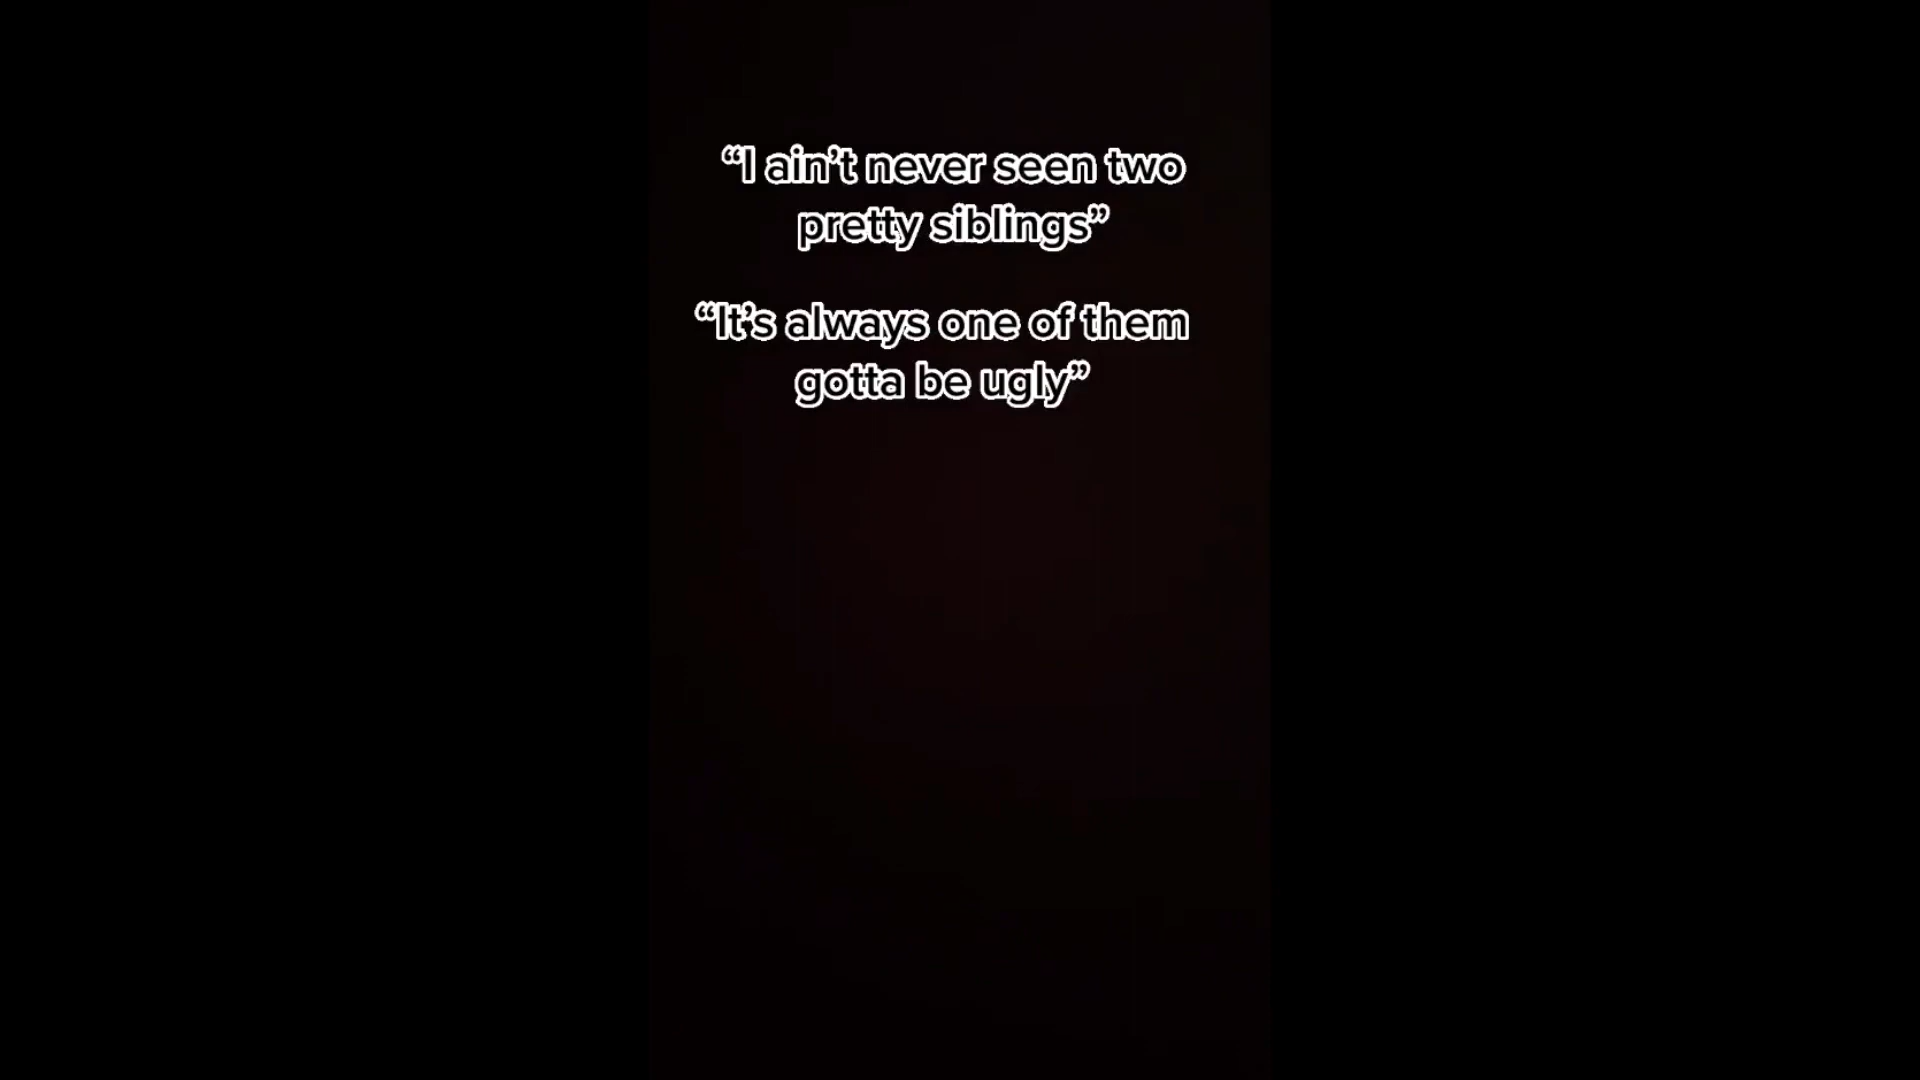 “I ain’t never seen two
pretty siblings”
“It’s always one of them
gotta be ugly”